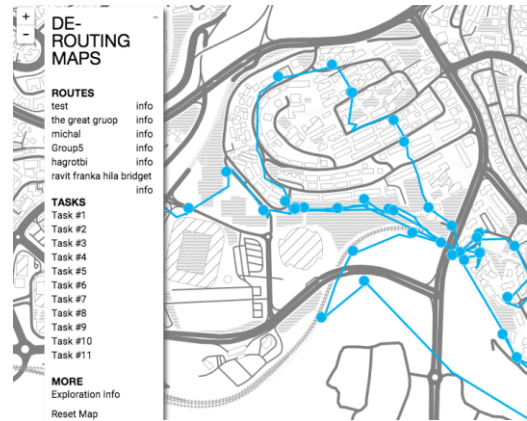 +
-
DE-
ROUTING
MAPS
-
ROUTES
test info
the great gruop info
michal info
Group5 info
hagrotbi info
ravit franka hila bridget
info
TASKS
Task #1
Task #2
Task #3
Task #4
Task #5
Task #6
Task #7
Task #8
Task #9
Task #10
Task #11
MORE
Exploration Info
Reset Map